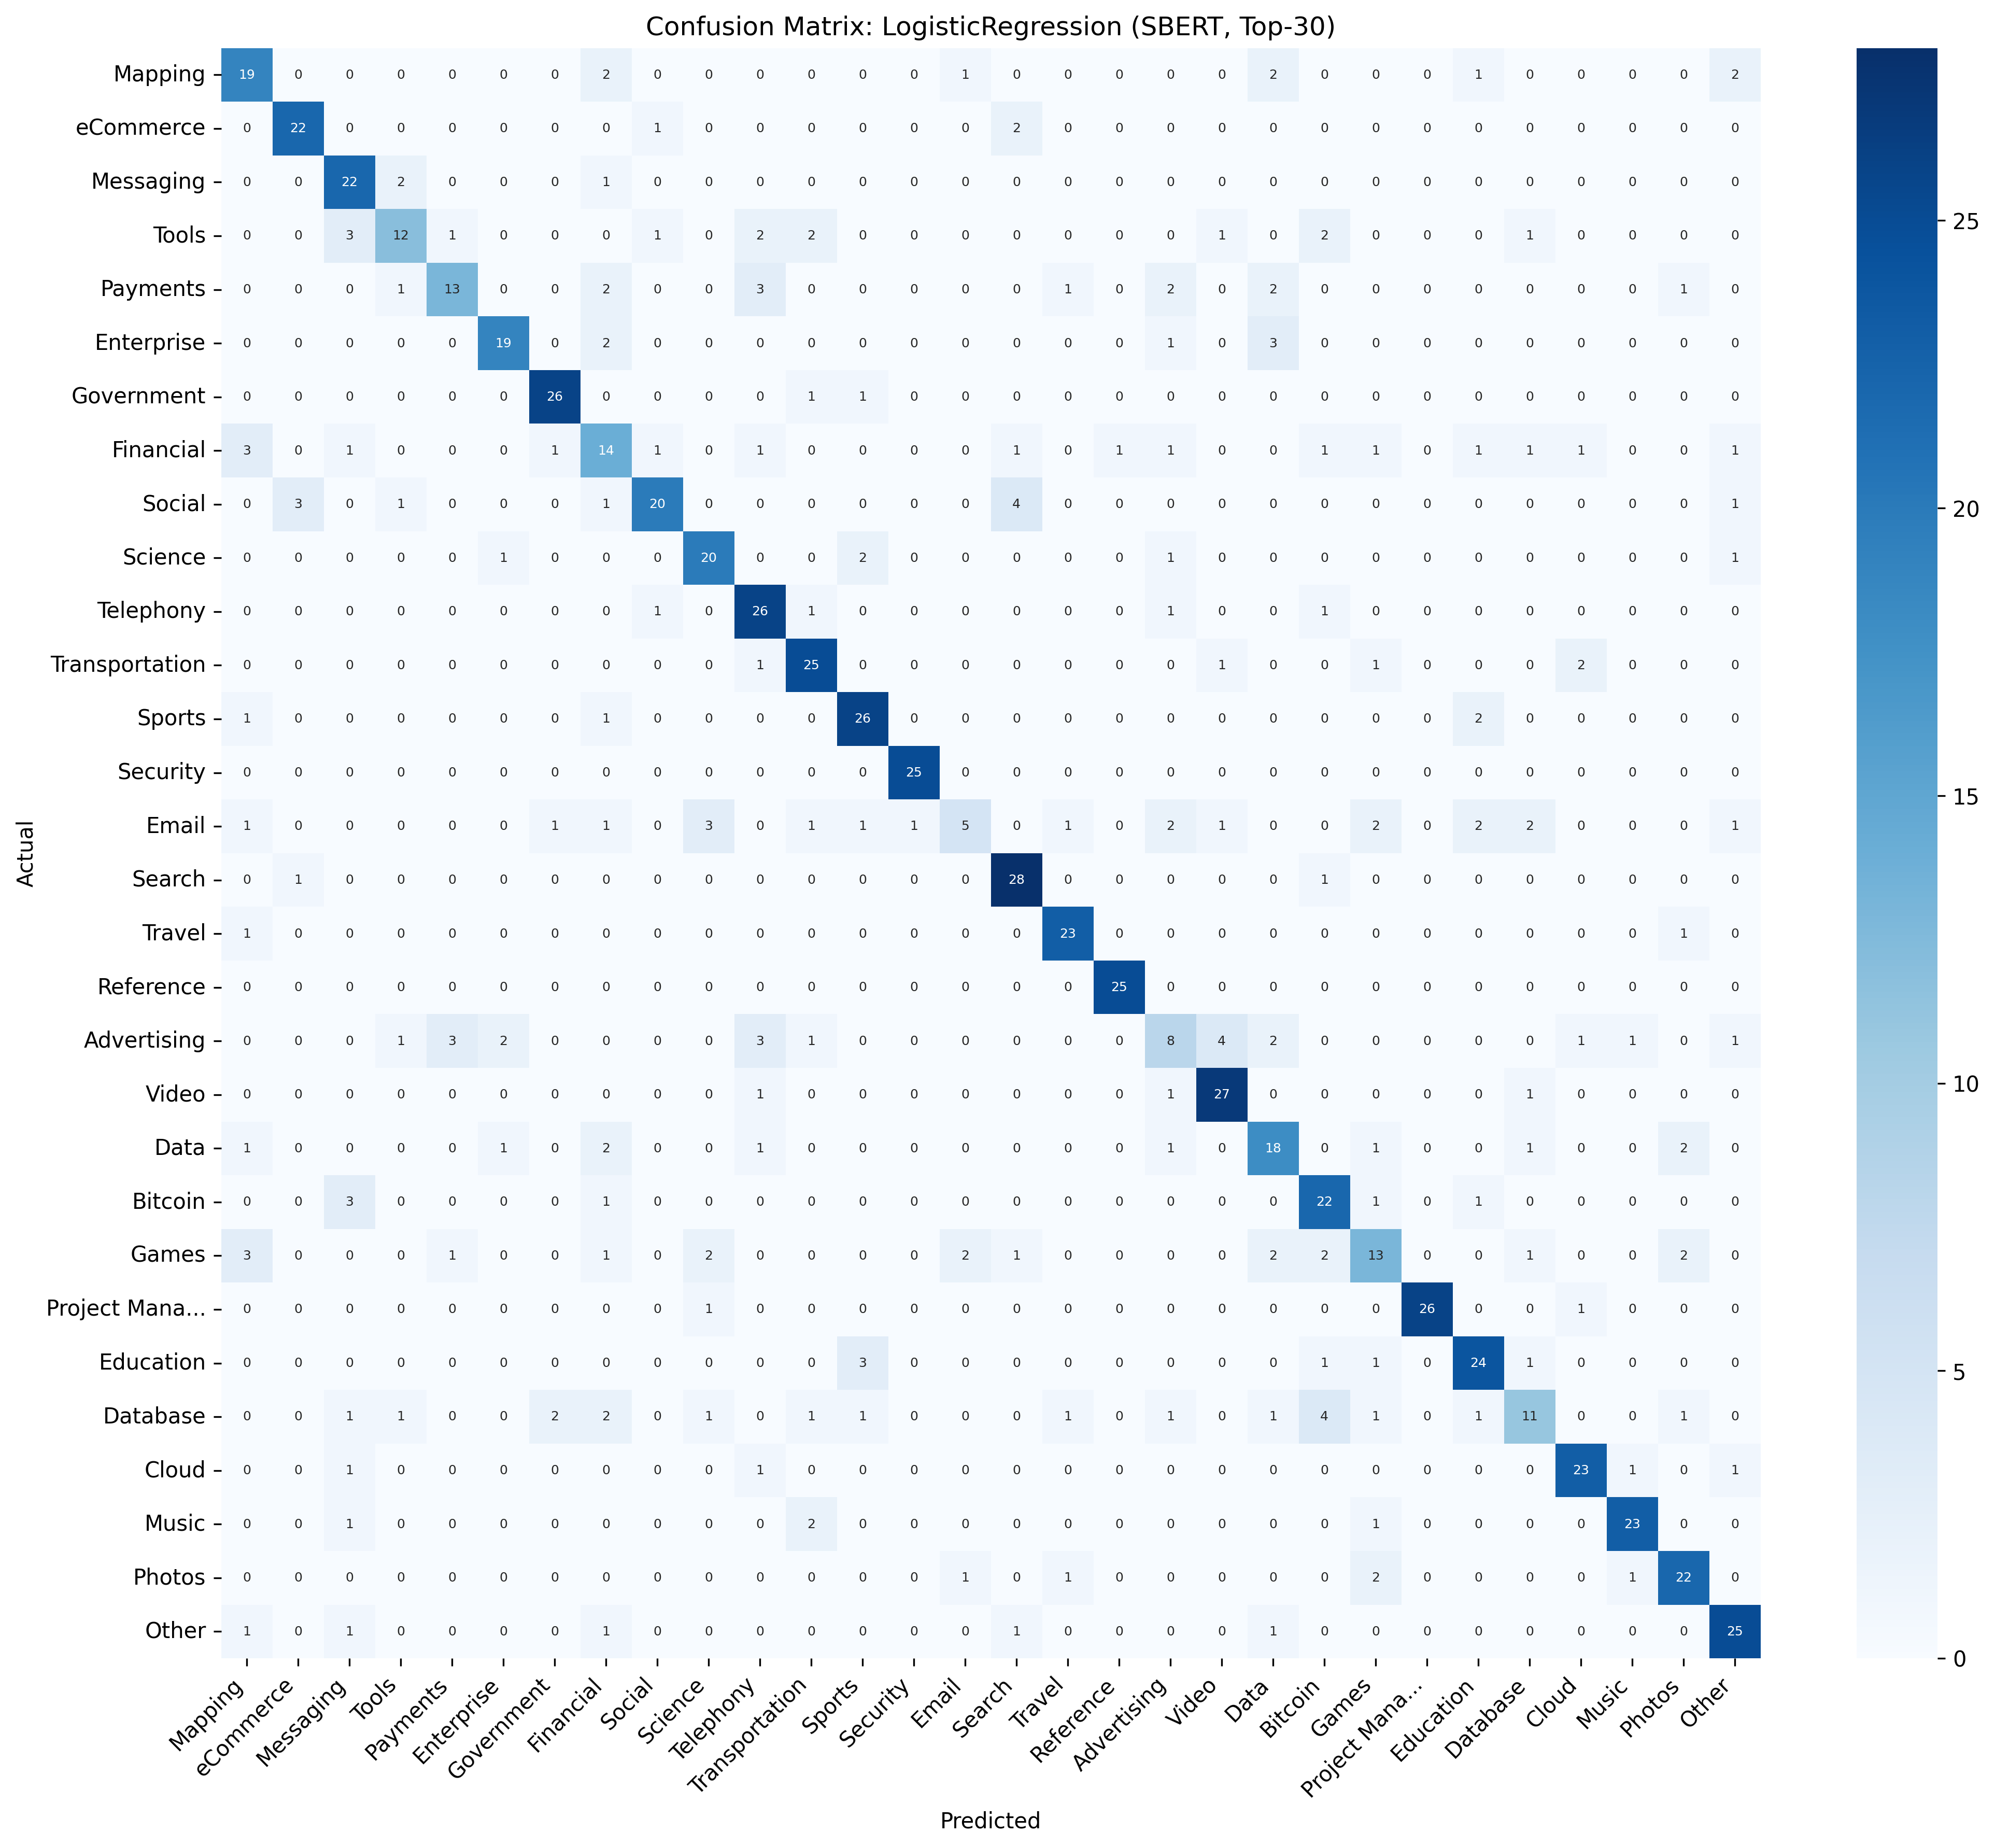 Confusion Matrix: LogisticRegression (SBERT, Top-30)
Mapping 19 0 0 0 0 0 0 2 0 0 0 0 0 0 1 0 0 0 0 0 2 0 0 0 1 0 0 0 0 2
eCommerce 0 22 0 0 0 0 0 0 1 0 0 0 0 0 0 2 0 0 0 0 0 0 0 0 0 0 0 0 0 0
Messaging 0 0 22 2 0 0 0 1 0 0 0 0 0 0 0 0 0 0 0 0 0 0 0 0 0 0 0 0 0 0
Tools 0 0 3 12 1 0 0 0 1 0 2 2 0 0 0 0 0 0 0 1 0 2 0 0 0 1 0 0 0 0
Payments 0 0 0 1 13 0 0 2 0 0 3 0 0 0 0 0 1 0 2 0 2 0 0 0 0 0 0 0 1 0
Enterprise 0 0 0 0 0 19 0 2 0 0 0 0 0 0 0 0 0 0 1 0 3 0 0 0 0 0 0 0 0 0
Government 0 0 0 0 0 0 26 0 0 0 0 1 1 0 0 0 0 0 0 0 0 0 0 0 0 0 0 0 0 0
Financial 3 0 1 0 0 0 1 14 1 0 1 0 0 0 0 1 0 1 1 0 0 1 1 0 1 1 1 0 0 1
Social 0 3 0 1 0 0 0 1 20 0 0 0 0 0 0 4 0 0 0 0 0 0 0 0 0 0 0 0 0 1
Science 0 0 0 0 0 1 0 0 0 20 0 0 2 0 0 0 0 0 1 0 0 0 0 0 0 0 0 0 0 1
Telephony 0 0 0 0 0 0 0 0 1 0 26 1 0 0 0 0 0 0 1 0 0 1 0 0 0 0 0 0 0 0
Transportation 0 0 0 0 0 0 0 0 0 0 1 25 0 0 0 0 0 0 0 1 0 0 1 0 0 0 2 0 0 0
Sports 1 0 0 0 0 0 0 1 0 0 0 0 26 0 0 0 0 0 0 0 0 0 0 0 2 0 0 0 0 0
Security 0 0 0 0 0 0 0 0 0 0 0 0 0 25 0 0 0 0 0 0 0 0 0 0 0 0 0 0 0 0
Email 1 0 0 0 0 0 1 1 0 3 0 1 1 1 5 0 1 0 2 1 0 0 2 0 2 2 0 0 0 1
Search 0 1 0 0 0 0 0 0 0 0 0 0 0 0 0 28 0 0 0 0 0 1 0 0 0 0 0 0 0 0
Travel 1 0 0 0 0 0 0 0 0 0 0 0 0 0 0 0 23 0 0 0 0 0 0 0 0 0 0 0 1 0
Reference 0 0 0 0 0 0 0 0 0 0 0 0 0 0 0 0 0 25 0 0 0 0 0 0 0 0 0 0 0 0
Advertising 0 0 0 1 3 2 0 0 0 0 3 1 0 0 0 0 0 0 8 4 2 0 0 0 0 0 1 1 0 1
Video 0 0 0 0 0 0 0 0 0 0 1 0 0 0 0 0 0 0 1 27 0 0 0 0 0 1 0 0 0 0
Data 1 0 0 0 0 1 0 2 0 0 1 0 0 0 0 0 0 0 1 0 18 0 1 0 0 1 0 0 2 0
Bitcoin 0 0 3 0 0 0 0 1 0 0 0 0 0 0 0 0 0 0 0 0 0 22 1 0 1 0 0 0 0 0
Games 3 0 0 0 1 0 0 1 0 2 0 0 0 0 2 1 0 0 0 0 2 2 13 0 0 1 0 0 2 0
Project Mana... 0 0 0 0 0 0 0 0 0 1 0 0 0 0 0 0 0 0 0 0 0 0 0 26 0 0 1 0 0 0
Education 0 0 0 0 0 0 0 0 0 0 0 0 3 0 0 0 0 0 0 0 0 1 1 0 24 1 0 0 0 0
Database 0 0 1 1 0 0 2 2 0 1 0 1 1 0 0 0 1 0 1 0 1 4 1 0 1 11 0 0 1 0
Cloud 0 0 1 0 0 0 0 0 0 0 1 0 0 0 0 0 0 0 0 0 0 0 0 0 0 0 23 1 0 1
Music 0 0 1 0 0 0 0 0 0 0 0 2 0 0 0 0 0 0 0 0 0 0 1 0 0 0 0 23 0 0
Photos 0 0 0 0 0 0 0 0 0 0 0 0 0 0 1 0 1 0 0 0 0 0 2 0 0 0 0 1 22 0
Other 1 0 1 0 0 0 0 1 0 0 0 0 0 0 0 1 0 0 0 0 1 0 0 0 0 0 0 0 0 25
Actual
Mapping
eCommerce
Messaging
Tools
Payments
Enterprise
Government
Financial
Social
Science
Telephony
Transportation
Sports
Security
Email
Search
Travel
Reference
Advertising
Video
Data
Bitcoin
Games
Project Mana...
Education
Database
Cloud
Music
Photos
Other
Predicted
25
20
15
10
5
0